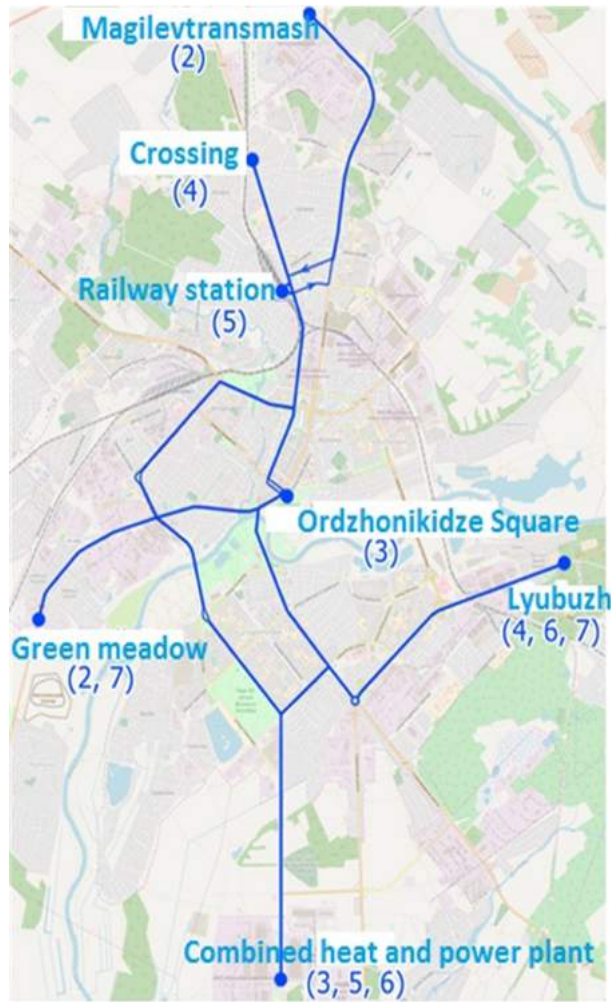 Magilevtransmash
(2)
Crossing
(4)
Railway station
(5)
Ordzhonikidze Square
(3)
Lyubuzh
(4, 6, 7)
Green meadow
(2, 7)
Combined heat and power plant
(3, 5, 6)